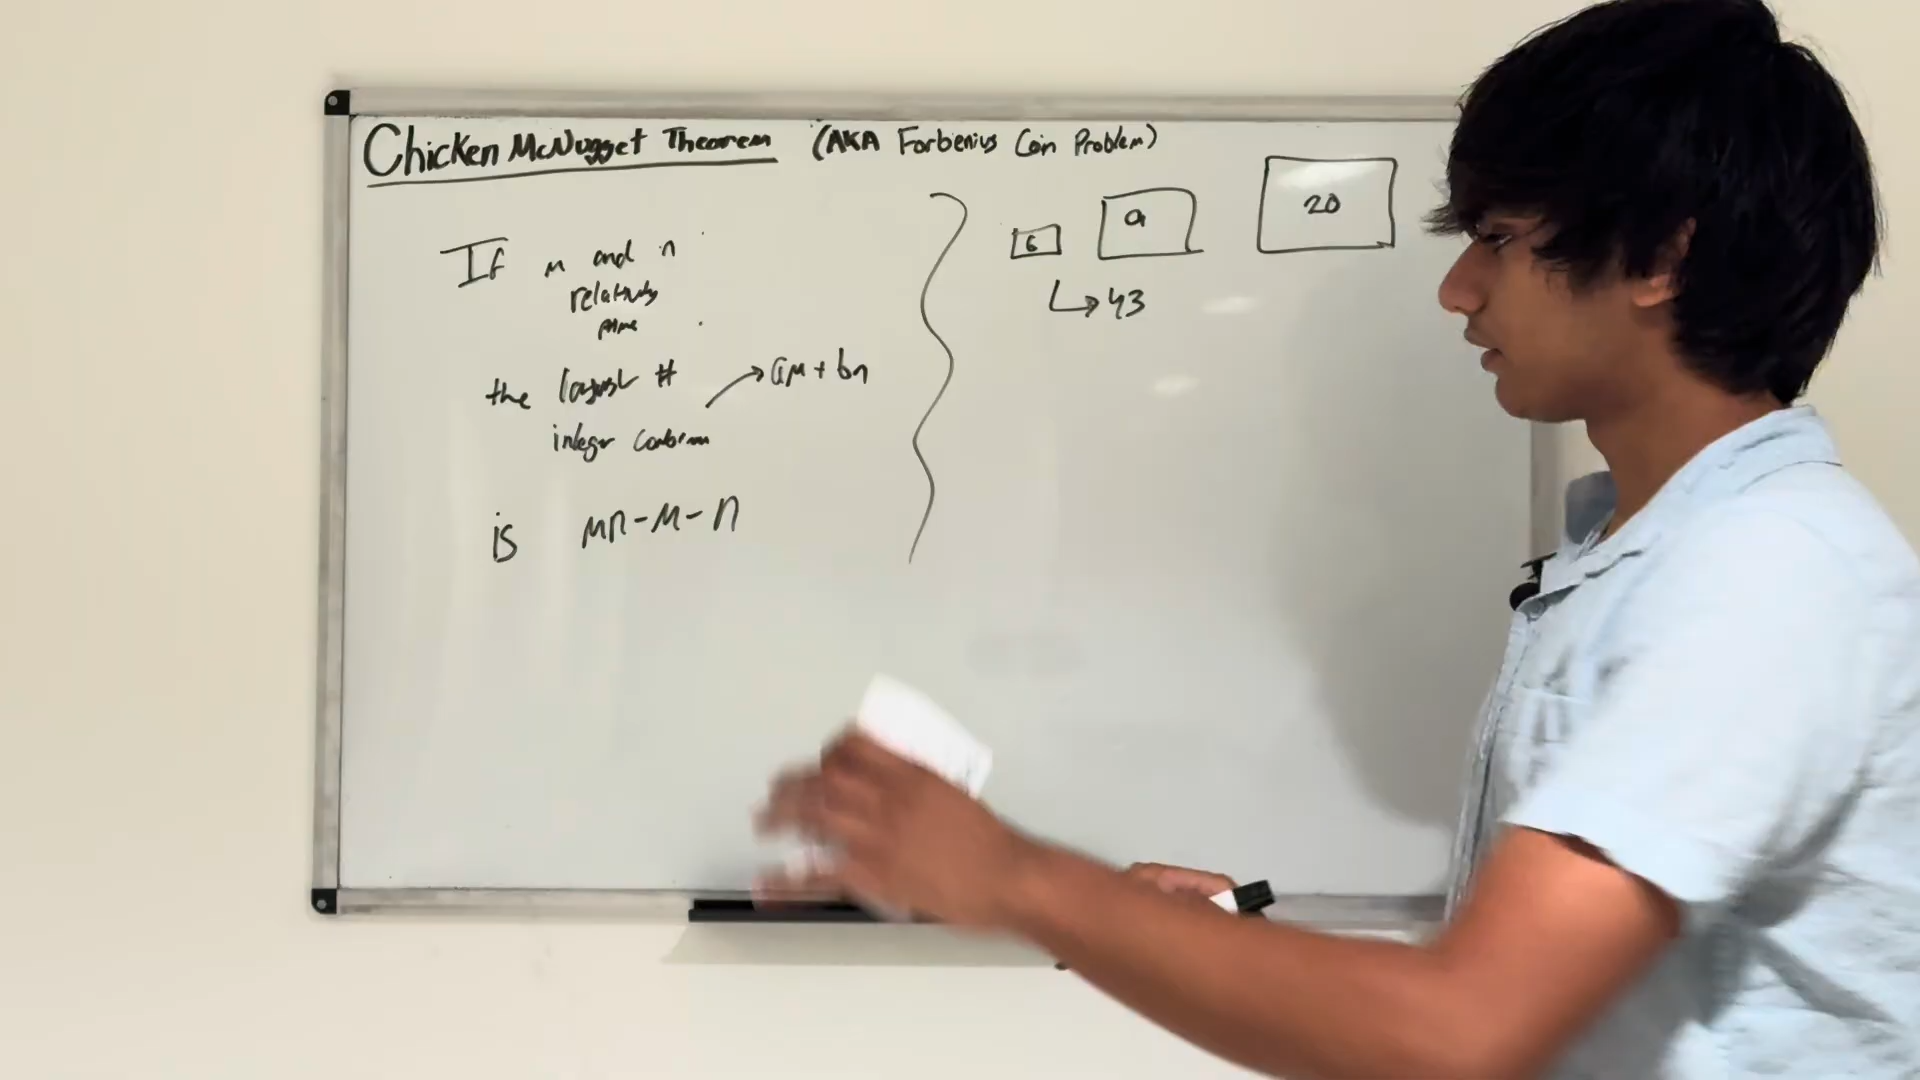 Chicken McNugget Theorem (AKA Forbenius Coin Problem)
If m and n
relatively
prime
the largest #
integer
→ am + bn
is mn-m-n
6 9 20
↳ 43